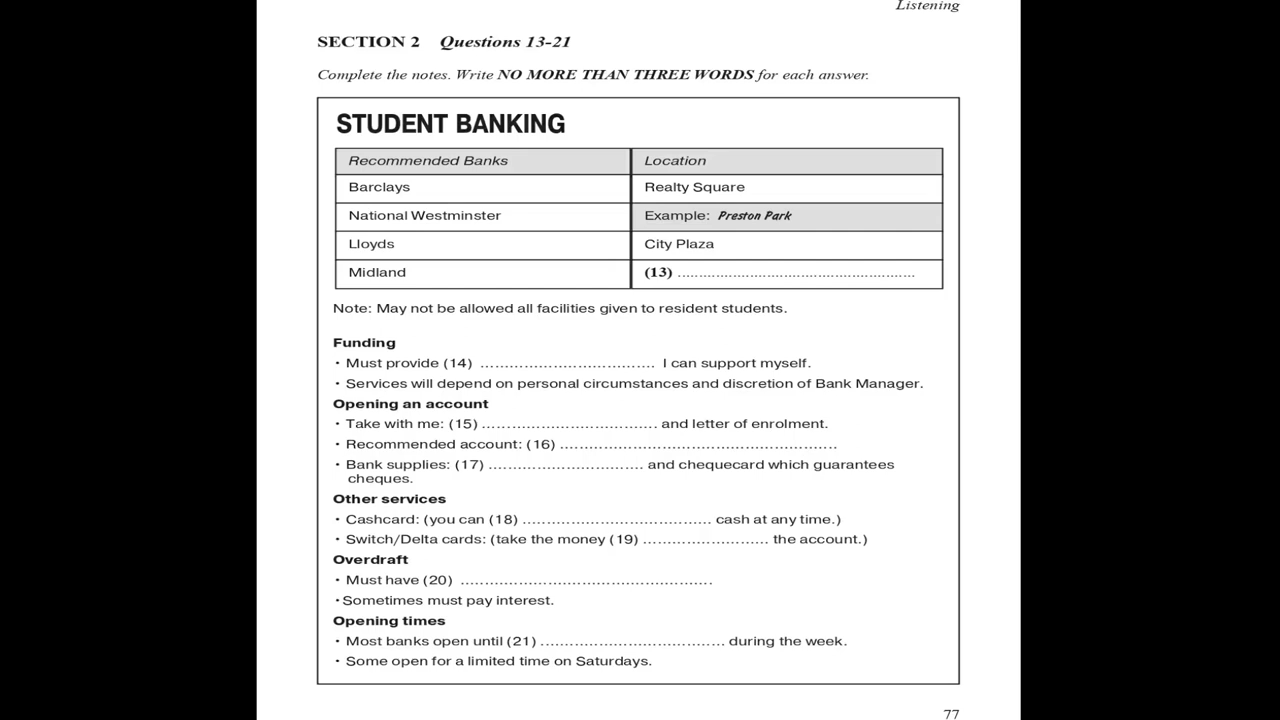 Listening
SECTION 2 Questions 13-21
Complete the notes. Write NO MORE THAN THREE WORDS for each answer.
STUDENT BANKING
Recommended Banks Location
Barclays Realty Square
National Westminster Example: Preston Park
Lloyds City Plaza
Midland (13) ........................................................
Note: May not be allowed all facilities given to resident students.
Funding
• Must provide (14) .................................... I can support myself.
• Services will depend on personal circumstances and discretion of Bank Manager.
Opening an account
• Take with me: (15) .................................... and letter of enrolment.
• Recommended account: (16) ........................................................
• Bank supplies: (17) ................................ and chequecard which guarantees
cheques.
Other services
• Cashcard: (you can (18) ...................................... cash at any time.)
• Switch/Delta cards: (take the money (19) .......................... the account.)
Overdraft
• Must have (20) ....................................................
• Sometimes must pay interest.
Opening times
• Most banks open until (21) ...................................... during the week.
• Some open for a limited time on Saturdays.
77